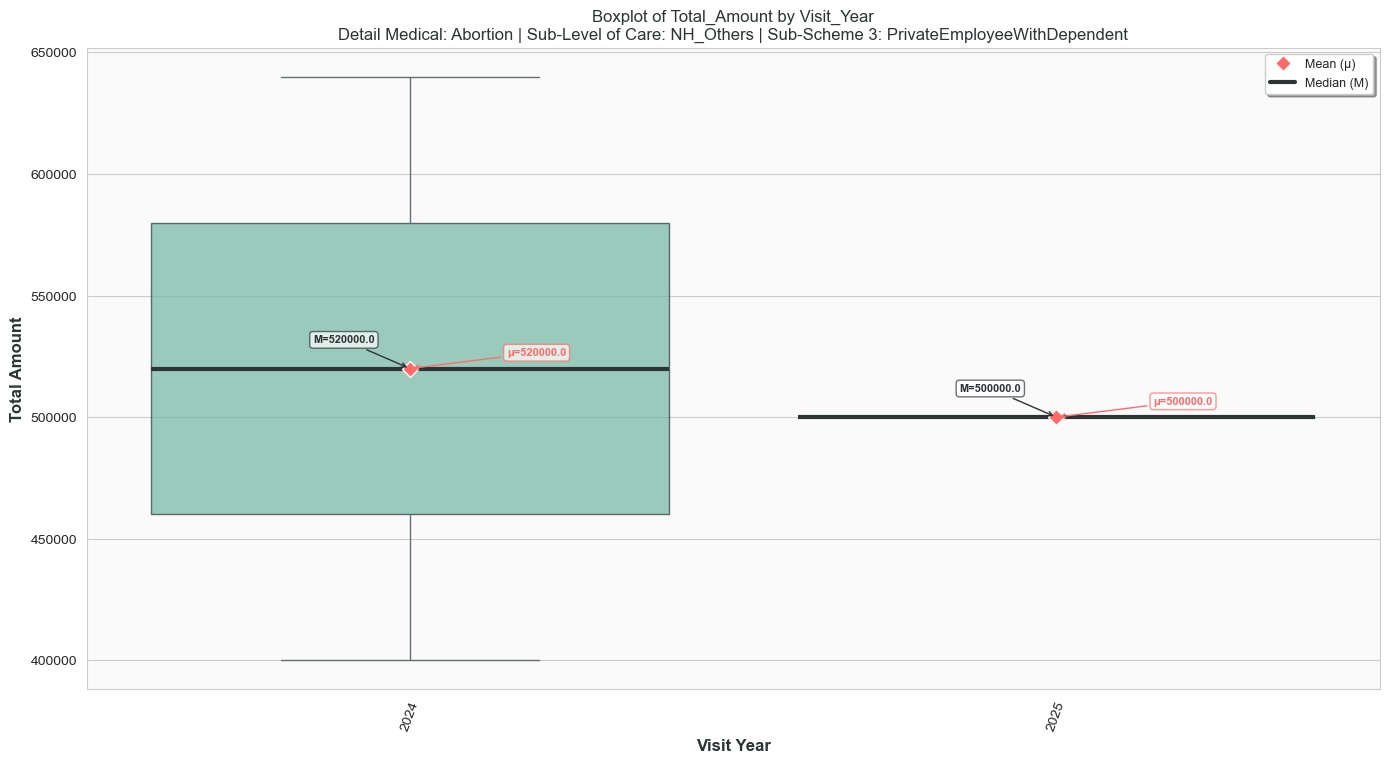 Boxplot of Total_Amount by Visit_Year
Detail Medical: Abortion | Sub-Level of Care: NH_Others | Sub-Scheme 3: PrivateEmployeeWithDependent
Mean (μ)
Median (M)
Total Amount
650000
600000
550000
500000
450000
400000
M=520000.0
μ=520000.0
M=500000.0
μ=500000.0
2024
2025
Visit Year